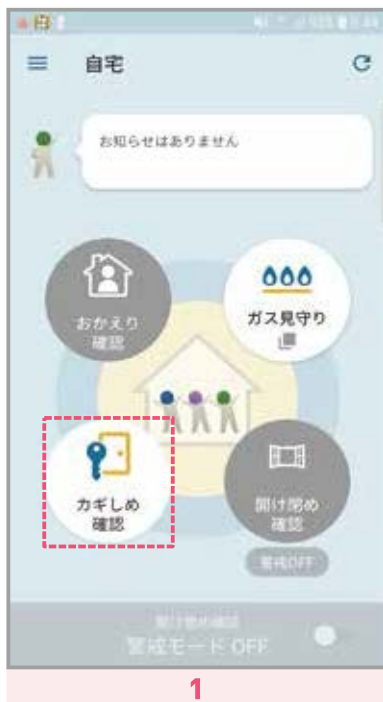 自宅
お知らせはありません
おかえり
確認
ガス見守り
カギしめ
確認
開け閉め
確認
警戒OFF
開け閉め確認
警戒モード OFF
1